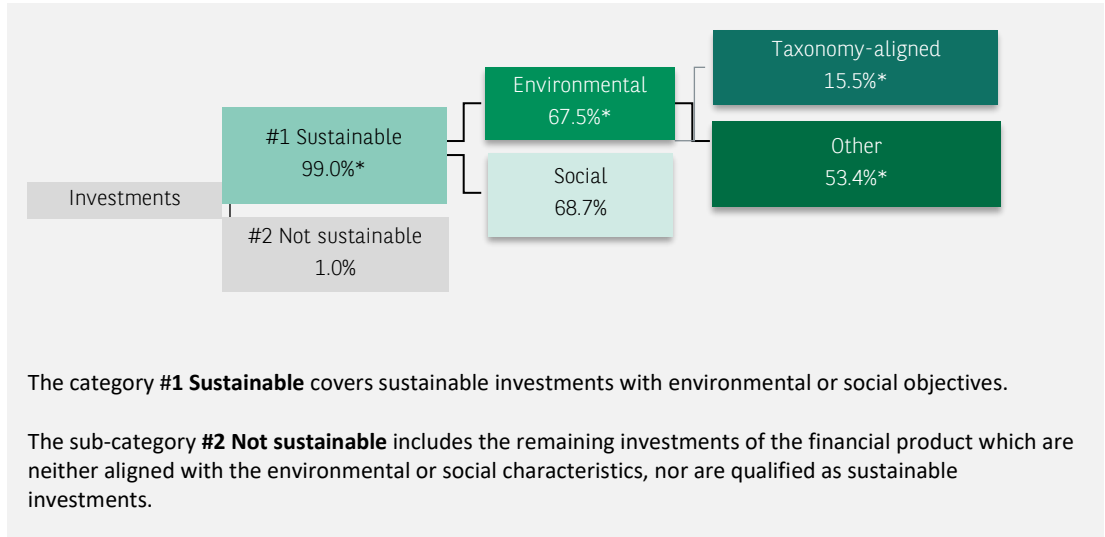 Taxonomy-aligned
15.5%*
Environmental
67.5%*
#1 Sustainable
99.0%*
Other
53.4%*
Social
68.7%
Investments
#2 Not sustainable
1.0%
The category #1 Sustainable covers sustainable investments with environmental or social objectives.
The sub-category #2 Not sustainable includes the remaining investments of the financial product which are
neither aligned with the environmental or social characteristics, nor are qualified as sustainable
investments.